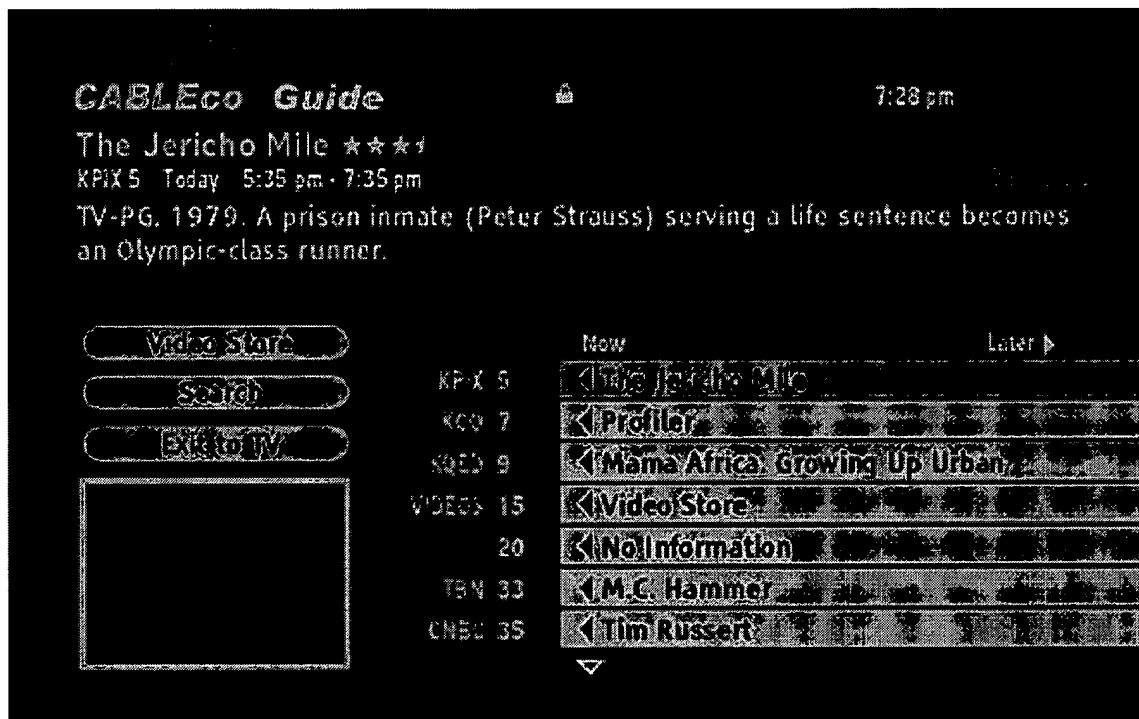 CABLEco Guide 7:28 pm
The Jericho Mile
KPIX 5 Today 5:35 pm - 7:35 pm
TV-PG. 1979. A prison inmate (Peter Strauss) serving a life sentence becomes
an Olympic-class runner.
Video Store
Search
Exit to TV
Now Later
KPIX 5 The Jericho Mile
7 Profiler
KQED 9 Mama Africa. Growing Up Urban
VIDEOS 15 Video Store
20 No Information
TBN 33 M.C. Hammer
CNBC 35 Tim Russert